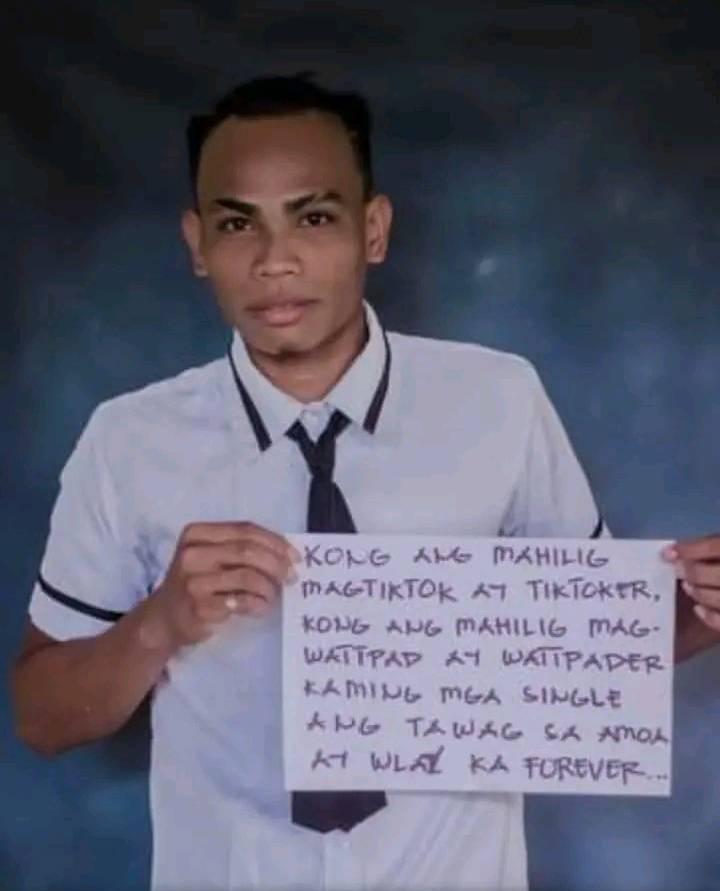 KONG ANG MAHILIG
MAGTIKTOK AY TIKTOKER,
KONG ANG MAHILIG MAG-
WATTPAD AY WATTPADER
KAMING MGA SINGLE
ANG TAWAG SA AMOA
AY WLAY KA FOREVER...